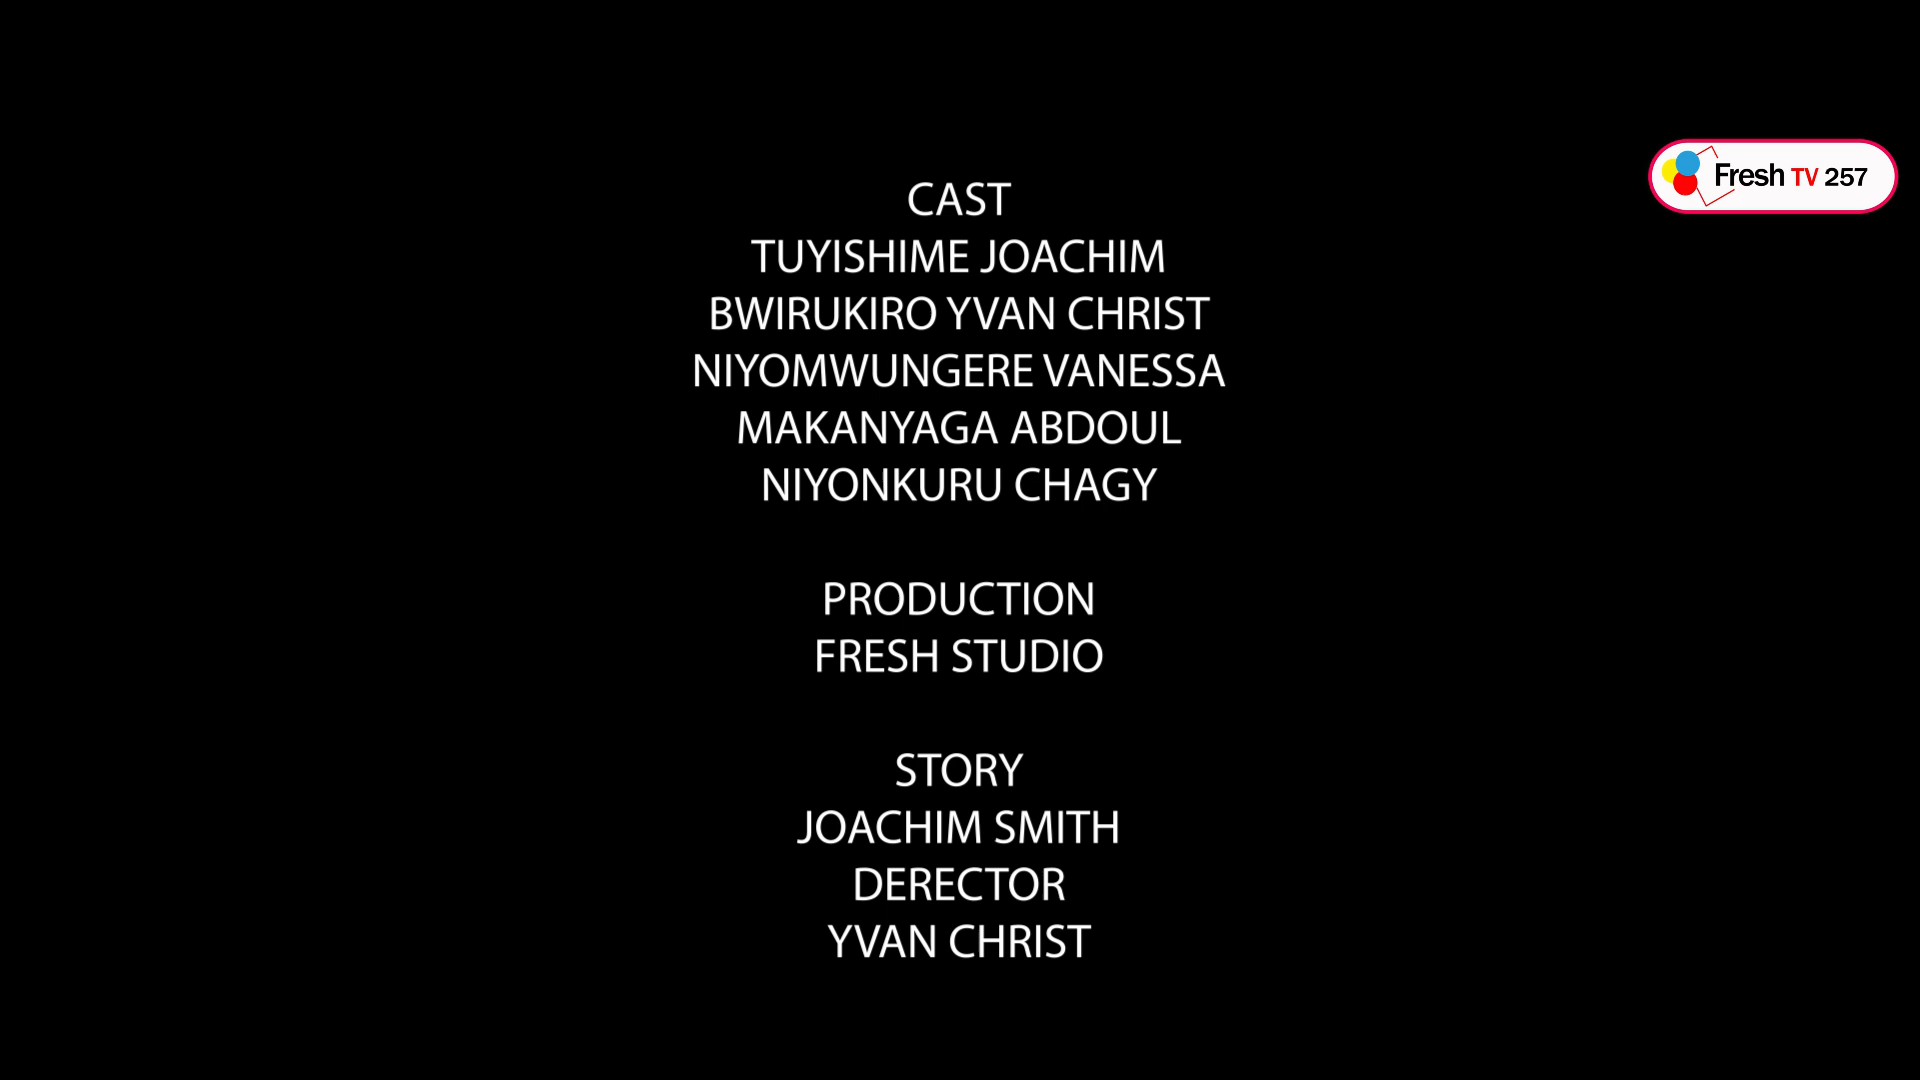 Fresh TV 257
CAST
TUYISHIME JOACHIM
BWIRUKIRO YVAN CHRIST
NIYOMWUNGERE VANESSA
MAKANYAGA ABDOUL
NIYONKURU CHAGY
PRODUCTION
FRESH STUDIO
STORY
JOACHIM SMITH
DERECTOR
YVAN CHRIST